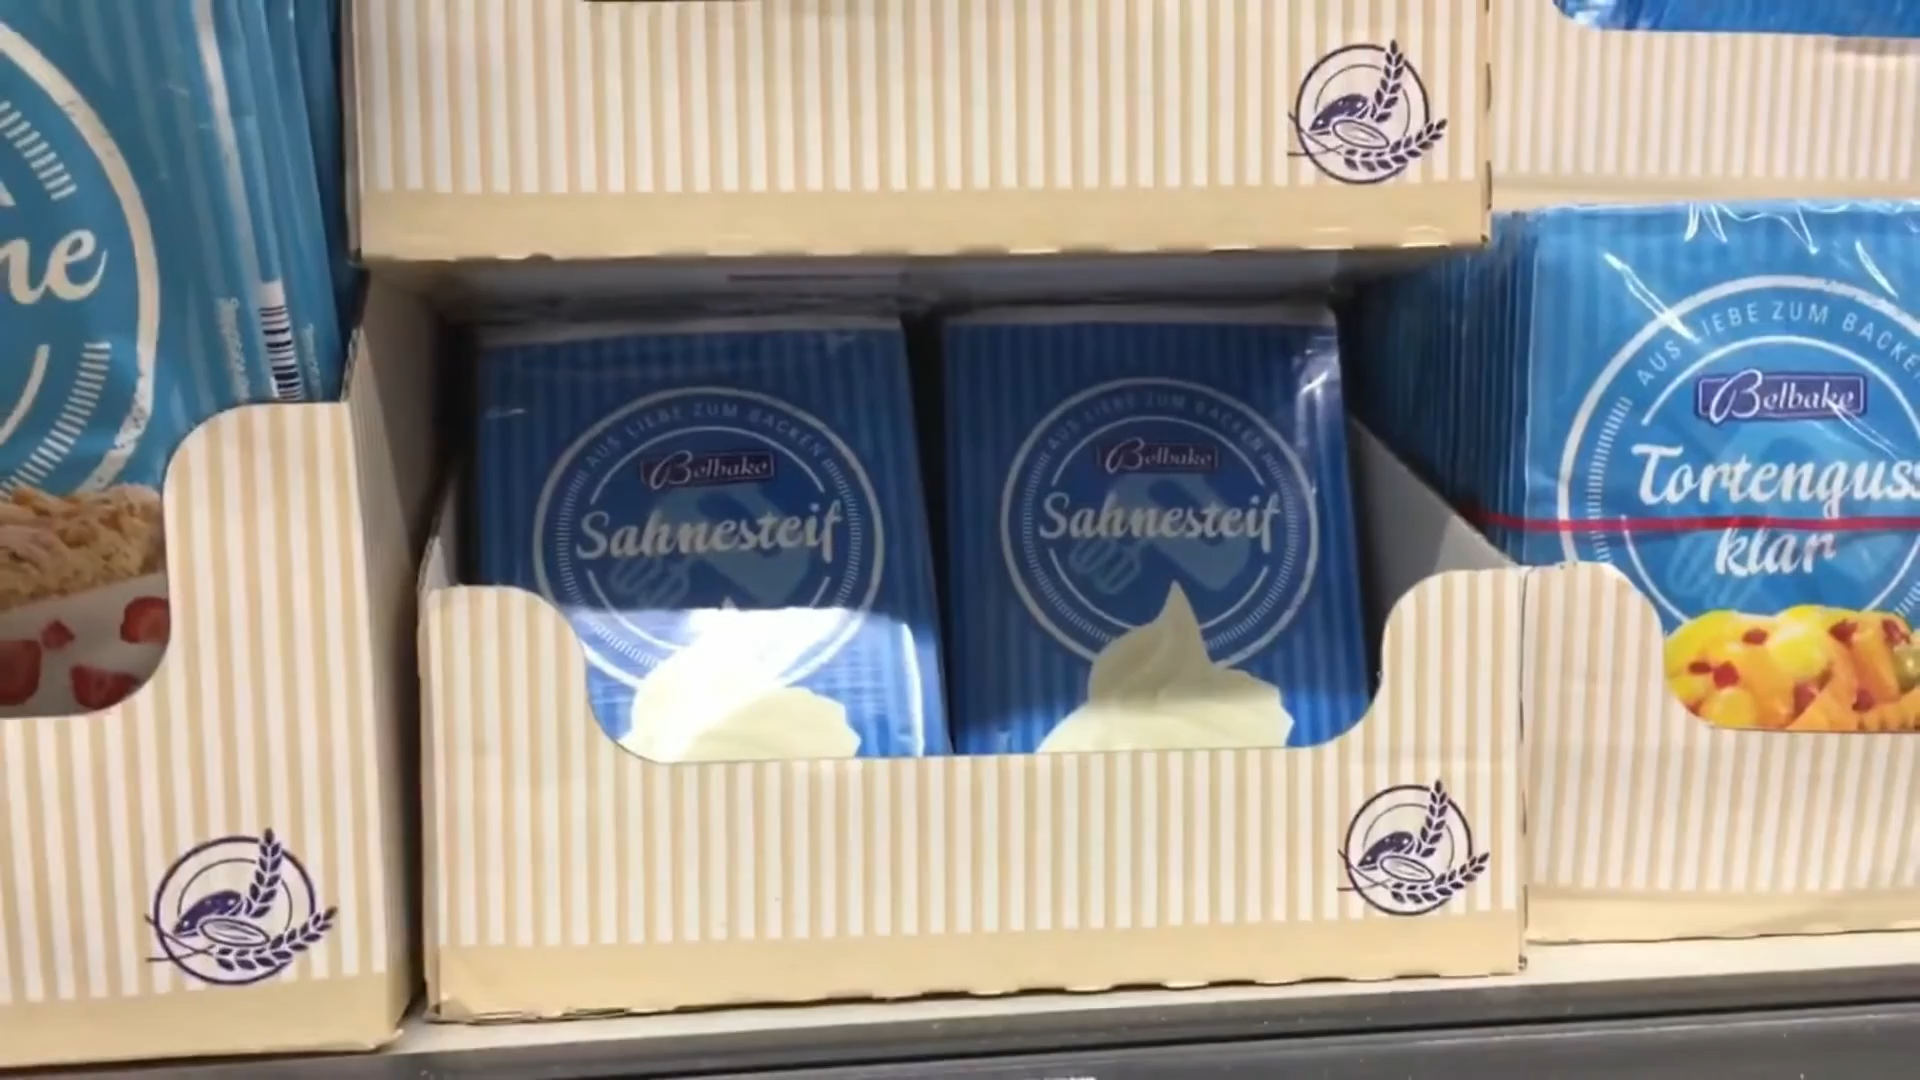 ne
AUS LIEBE ZUM BACKEN
Belbake
Sahnesteif
AUS LIEBE ZUM BACKEN
Belbake
Sahnesteif
AUS LIEBE ZUM BACKEN
Belbake
Tortenguss
klar